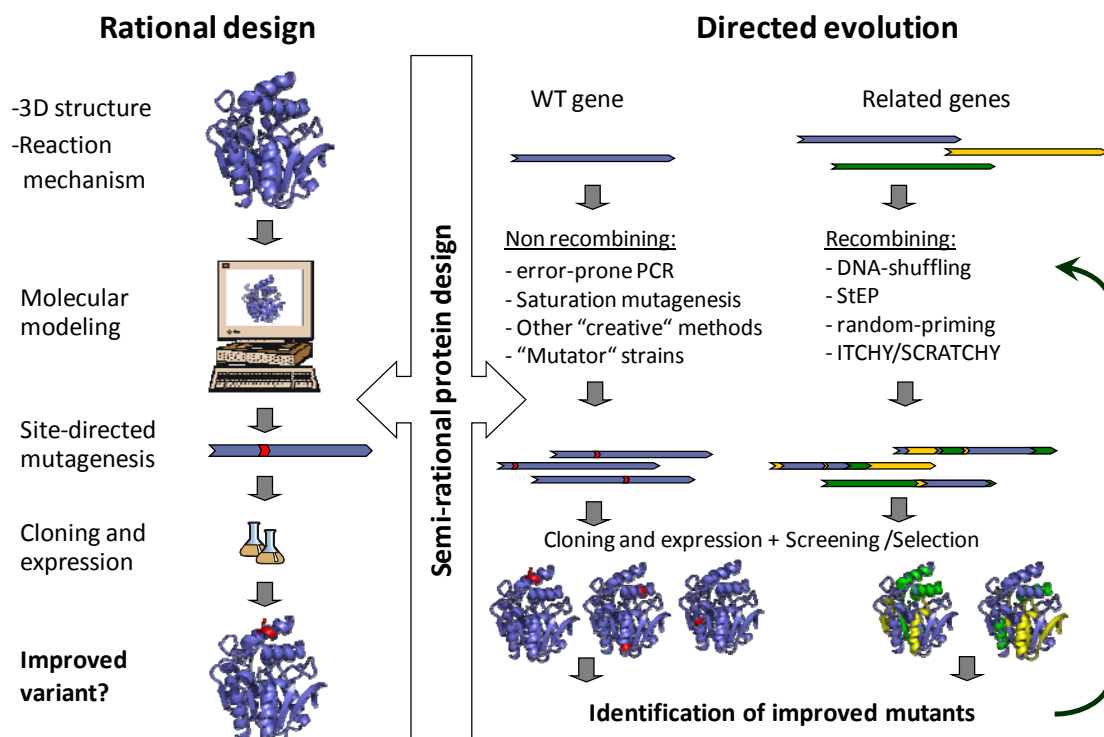 Rational design
-3D structure
-Reaction
mechanism
Molecular
modeling
Site-directed
mutagenesis
Cloning and
expression
Improved
variant?
Semi-rational protein design
Directed evolution
WT gene
Related genes
Non recombining:
- error-prone PCR
- Saturation mutagenesis
- Other “creative“ methods
- “Mutator“ strains
Recombining:
- DNA-shuffling
- StEP
- random-priming
- ITCHY/SCRATCHY
Cloning and expression + Screening /Selection
Identification of improved mutants